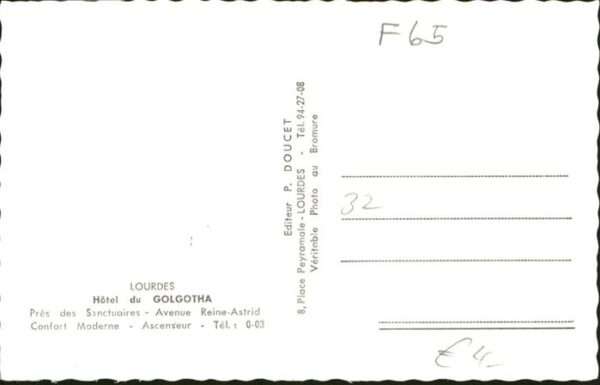 F65
LOURDES
Hôtel du GOLGOTHA
Près des Sanctuaires - Avenue Reine-Astrid
Confort Moderne - Ascenseur - Tél. : 0-03
Editeur P. DOUCET
8, Place Peyramale - LOURDES - Tél. 94-27-08
Véritable Photo au Bromure
32
€4-